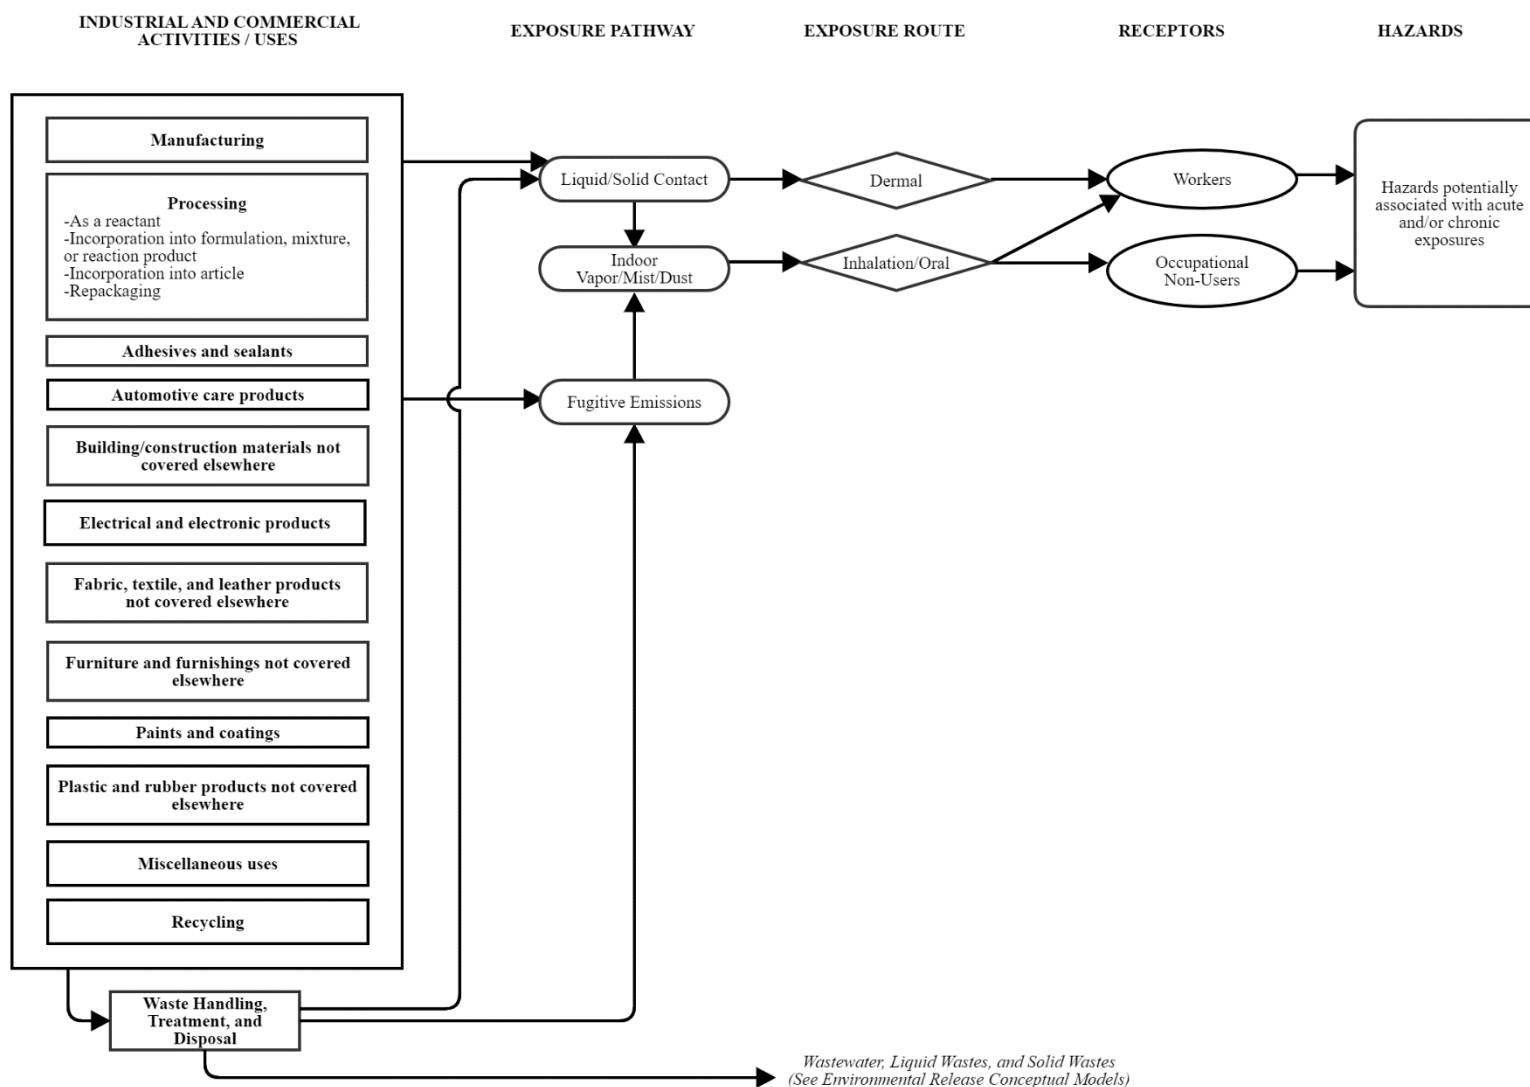 INDUSTRIAL AND COMMERCIAL
ACTIVITIES / USES
EXPOSURE PATHWAY
EXPOSURE ROUTE
RECEPTORS
HAZARDS
Manufacturing
Processing
-As a reactant
-Incorporation into formulation, mixture,
or reaction product
-Incorporation into article
-Repackaging
Adhesives and sealants
Automotive care products
Building/construction materials not
covered elsewhere
Electrical and electronic products
Fabric, textile, and leather products
not covered elsewhere
Furniture and furnishings not covered
elsewhere
Paints and coatings
Plastic and rubber products not covered
elsewhere
Miscellaneous uses
Recycling
Waste Handling,
Treatment, and
Disposal
Liquid/Solid Contact
Indoor
Vapor/Mist/Dust
Fugitive Emissions
Dermal
Inhalation/Oral
Workers
Occupational
Non-Users
Hazards potentially
associated with acute
and/or chronic
exposures
Wastewater, Liquid Wastes, and Solid Wastes
(See Environmental Release Conceptual Models)